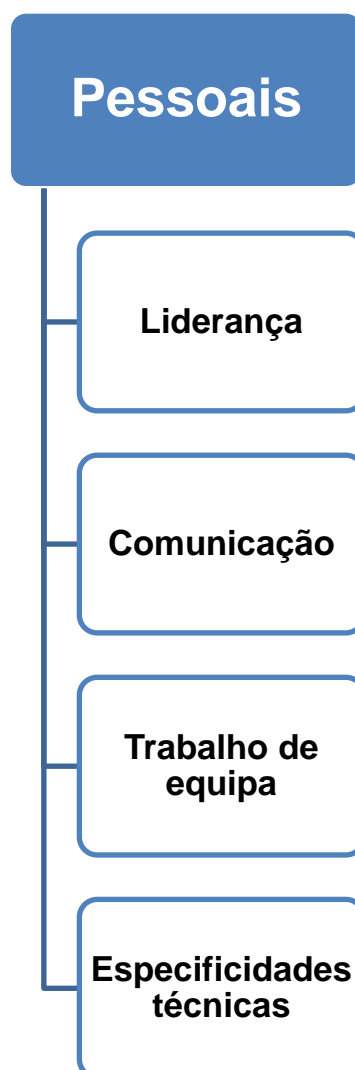 Pessoais
Liderança
Comunicação
Trabalho de
equipa
Especificidades
técnicas